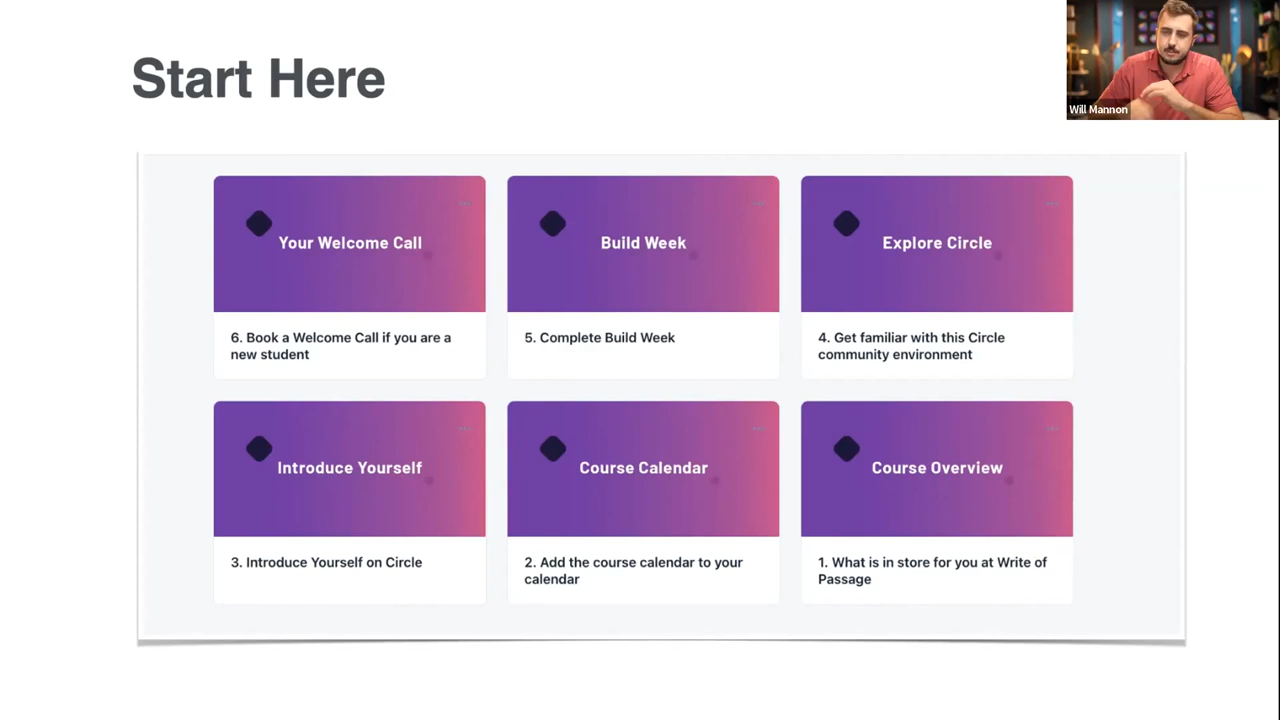 Start Here
Will Mannon
Your Welcome Call
Build Week
Explore Circle
6. Book a Welcome Call if you are a
new student
5. Complete Build Week
4. Get familiar with this Circle
community environment
Introduce Yourself
Course Calendar
Course Overview
3. Introduce Yourself on Circle
2. Add the course calendar to your
calendar
1. What is in store for you at Write of
Passage